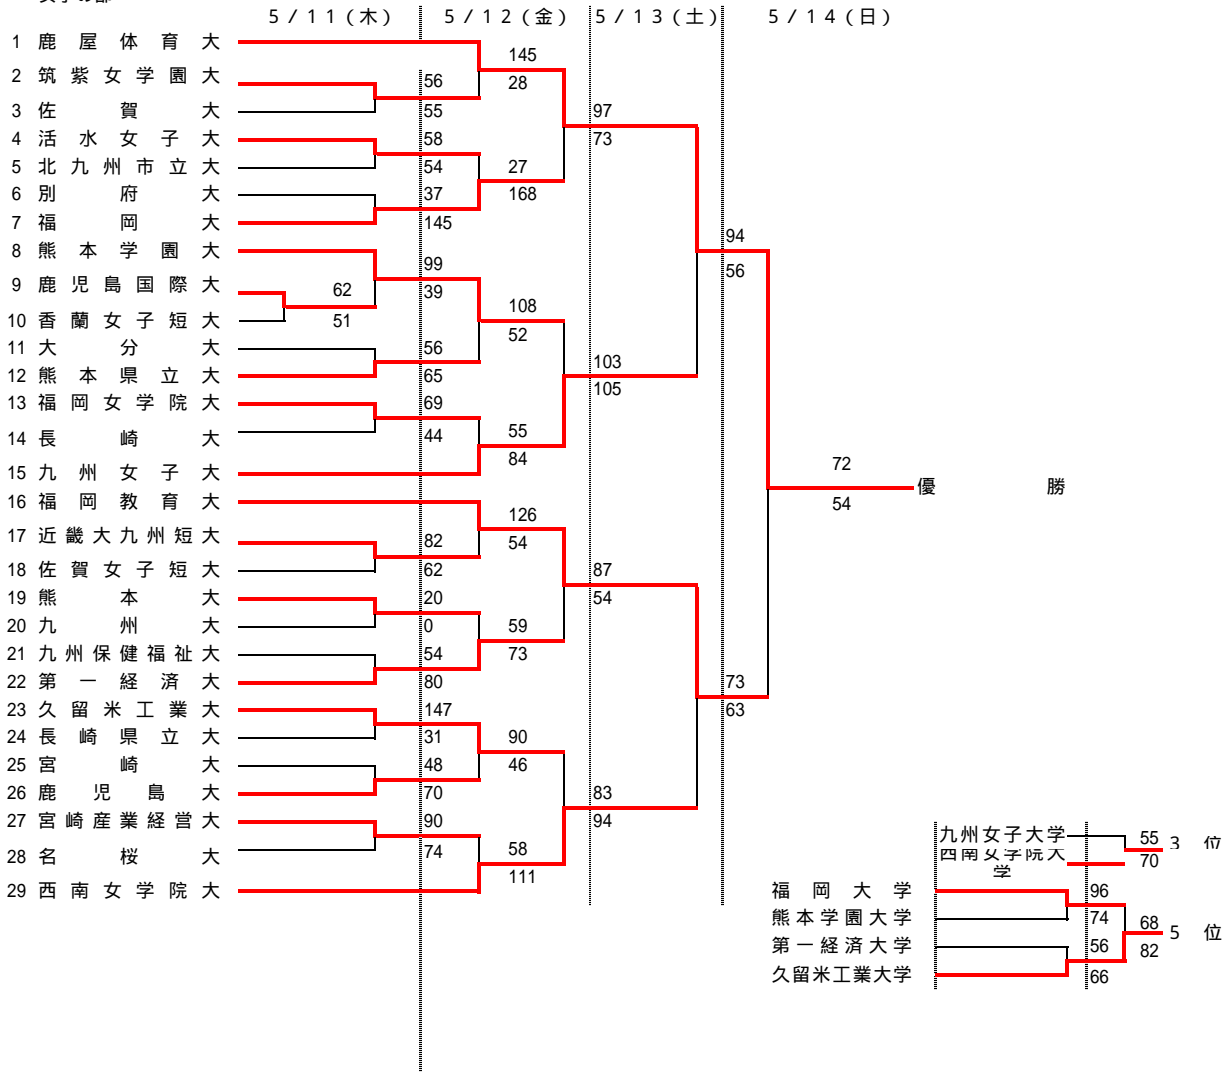 5/11(木) 5/12(金) 5/13(土) 5/14(日)
1 鹿屋体育大
145
2 筑紫女学園大 56
28
3 佐賀大 55
97
4 活水女子大 58
73
5 北九州市立大 54
27
6 別府大 37
168
7 福岡大 145
94
8 熊本学園大 99
56
9 鹿児島国際大 62 39
108
10 香蘭女子短大 51
52
11 大分大 56
103
12 熊本県立大 65
105
13 福岡女学院大 69
55
14 長崎大 44
84
15 九州女子大
72
優勝
54
16 福岡教育大
126
17 近畿大九州短大 82
54
18 佐賀女子短大 62
87
19 熊本大 20
54
20 九州大 0
59
21 九州保健福祉大 54
73
22 第一経済大 80
73
63
23 久留米工業大 147
24 長崎県立大 31
90
25 宮崎大 48
46
26 鹿児島大 70
83
27 宮崎産業経営大 90
94
28 名桜大 74
58
111
29 西南女学院大
九州女子大学 55
3位
西南女学院大学 70
福岡大学 96
熊本学園大学 74
68
5位
82
第一経済大学 56
久留米工業大学 66